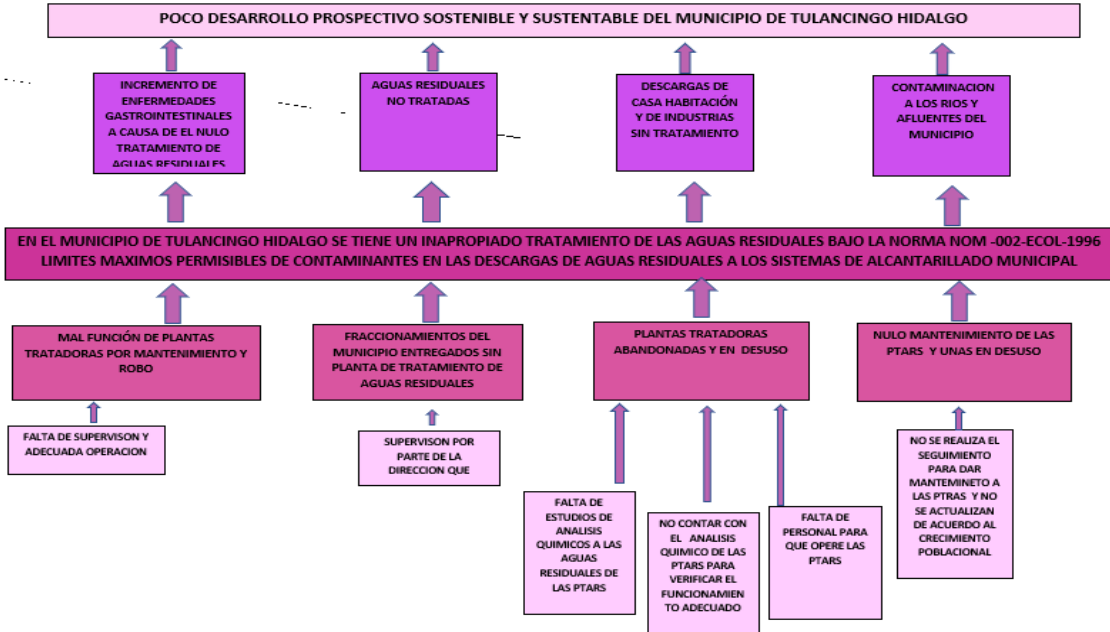 POCO DESARROLLO PROSPECTIVO SOSTENIBLE Y SUSTENTABLE DEL MUNICIPIO DE TULANCINGO HIDALGO
INCREMENTO DE
ENFERMEDADES
GASTROINTESTINALES
A CAUSA DE EL NULO
TRATAMIENTO DE
AGUAS RESIDUALES
AGUAS RESIDUALES
NO TRATADAS
DESCARGAS DE
CASA HABITACIÓN
Y DE INDUSTRIAS
SIN TRATAMIENTO
CONTAMINACION
A LOS RIOS Y
AFLUENTES DEL
MUNICIPIO
EN EL MUNICIPIO DE TULANCINGO HIDALGO SE TIENE UN INAPROPIADO TRATAMIENTO DE LAS AGUAS RESIDUALES BAJO LA NORMA NOM -002-ECOL-1996
LIMITES MAXIMOS PERMISIBLES DE CONTAMINANTES EN LAS DESCARGAS DE AGUAS RESIDUALES A LOS SISTEMAS DE ALCANTARILLADO MUNICIPAL
MAL FUNCIÓN DE PLANTAS
TRATADORAS POR MANTENIMIENTO Y
ROBO
FRACCIONAMIENTOS DEL
MUNICIPIO ENTREGADOS SIN
PLANTA DE TRATAMIENTO DE
AGUAS RESIDUALES
PLANTAS TRATADORAS
ABANDONADAS Y EN DESUSO
NULO MANTENIMIENTO DE LAS
PTARS Y UNAS EN DESUSO
FALTA DE SUPERVISON Y
ADECUADA OPERACION
SUPERVISON POR
PARTE DE LA
DIRECCION QUE
FALTA DE
ESTUDIOS DE
ANALISIS
QUIMICOS A LAS
AGUAS
RESIDUALES DE
LAS PTARS
NO CONTAR CON
EL ANALISIS
QUIMICO DE LAS
PTARS PARA
VERIFICAR EL
FUNCIONAMIEN
TO ADECUADO
FALTA DE
PERSONAL PARA
QUE OPERE LAS
PTARS
NO SE REALIZA EL
SEGUIMIENTO
PARA DAR
MANTEMINETO A
LAS PTRAS Y NO
SE ACTUALIZAN
DE ACUERDO AL
CRECIMIENTO
POBLACIONAL